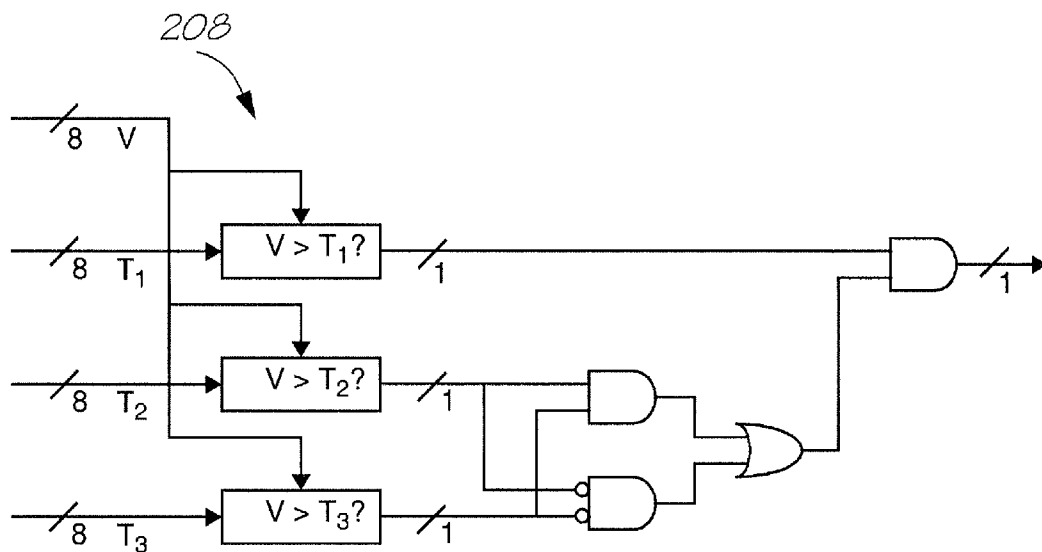 208
8 V
8 T₁
V > T₁?
1
1
8 T₂
V > T₂?
1
8 T₃
V > T₃?
1